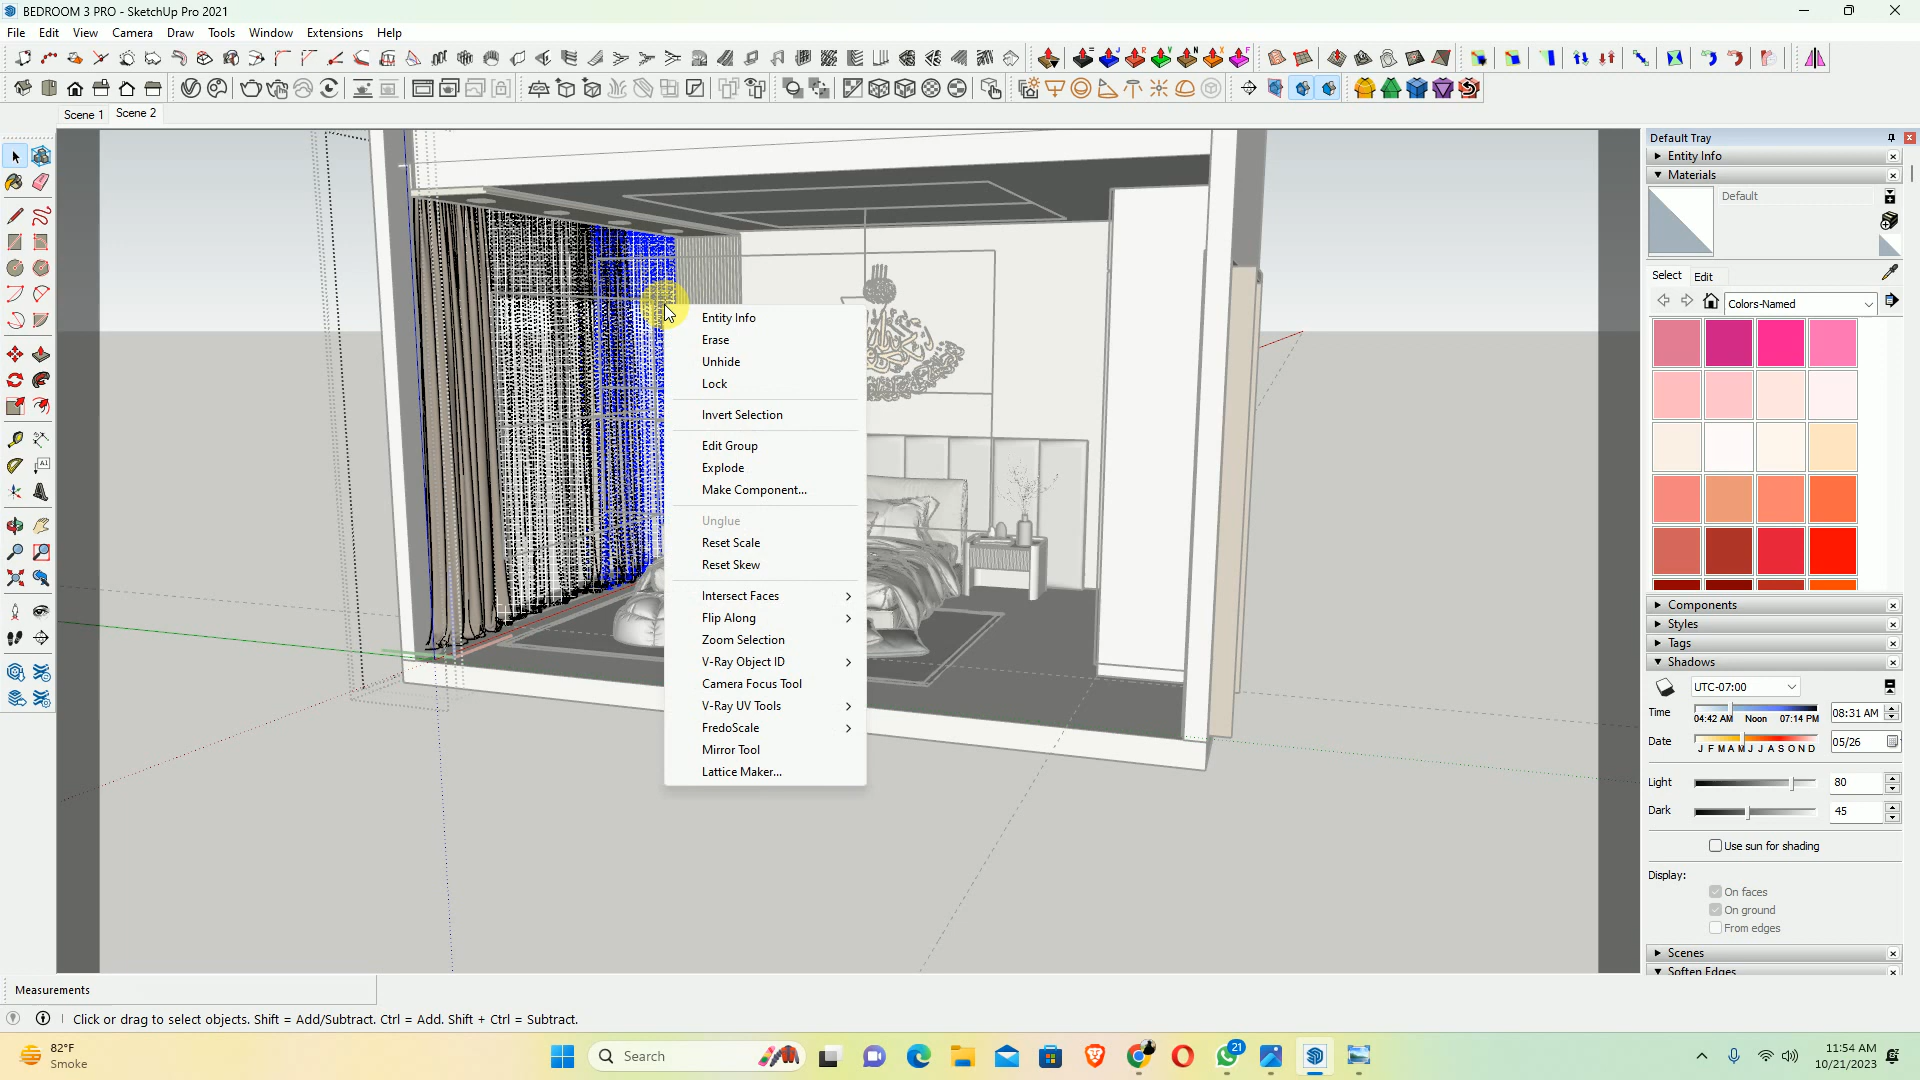 BEDROOM 3 PRO - SketchUp Pro 2021
File Edit View Camera Draw Tools Window Extensions Help
Scene 1 Scene 2
Default Tray
Entity Info
Materials
Default
Select Edit
Colors-Named
Components
Styles
Tags
Shadows
UTC-07:00
Time 04:42 AM Noon 07:14 PM 08:31 AM
Date J F M A M J J A S O N D 05/26
Light 80
Dark 45
Use sun for shading
Display:
On faces
On ground
From edges
Scenes
Soften Edges
Entity Info
Erase
Unhide
Lock
Invert Selection
Edit Group
Explode
Make Component...
Unglue
Reset Scale
Reset Skew
Intersect Faces
Flip Along
Zoom Selection
V-Ray Object ID
Camera Focus Tool
V-Ray UV Tools
FredoScale
Mirror Tool
Lattice Maker...
Measurements
Click or drag to select objects. Shift = Add/Subtract. Ctrl = Add. Shift + Ctrl = Subtract.
82°F
Smoke
Search
21
11:54 AM
10/21/2023